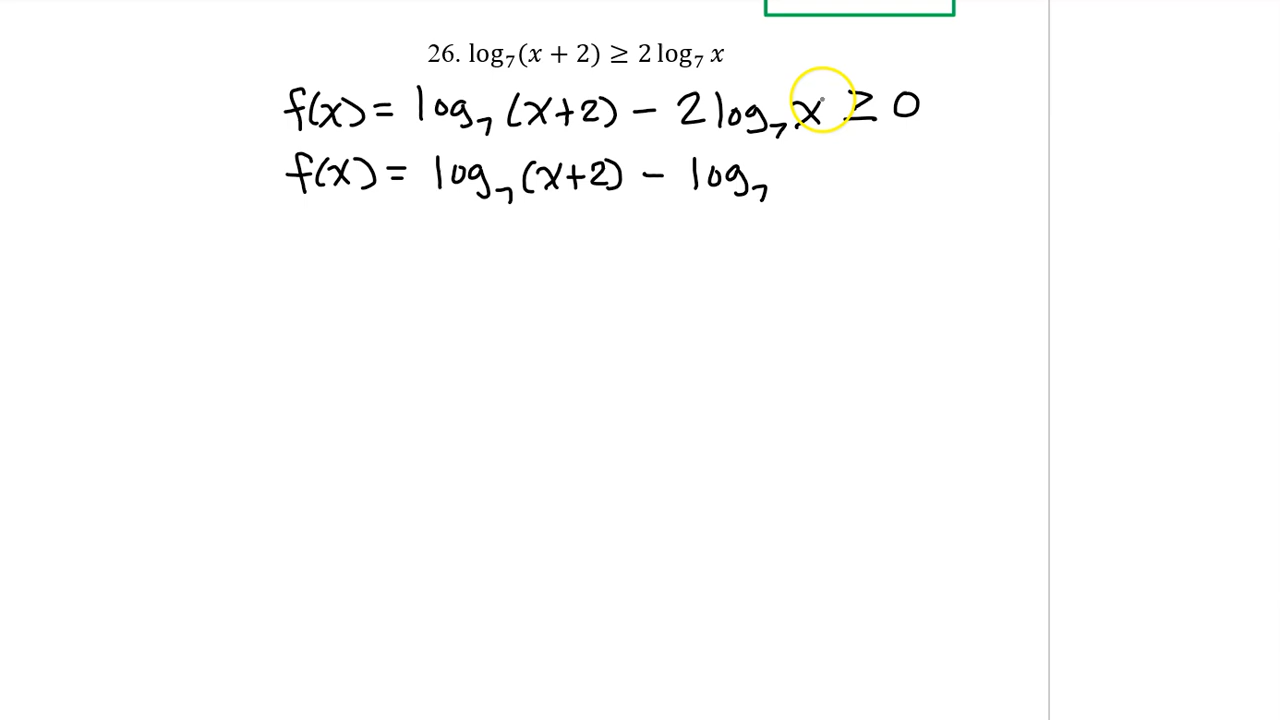 26. log₇(x + 2) ≥ 2 log₇ x
f(x) = log₇(x+2) − 2log₇x ≥ 0
f(x) = log₇(x+2) − log₇